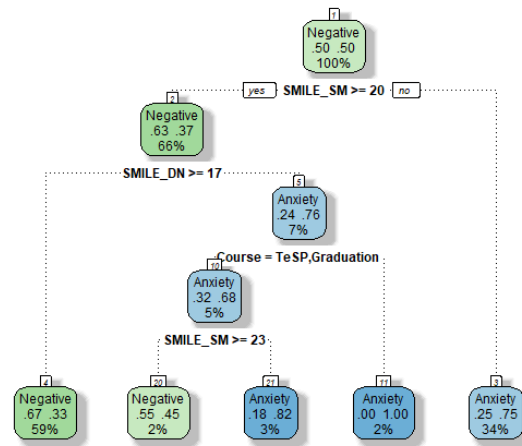 1
Negative
.50 .50
100%
yes SMILE_SM >= 20 no
2
Negative
.63 .37
66%
SMILE_DN >= 17
5
Anxiety
.24 .76
7%
Course = TeSP,Graduation
10
Anxiety
.32 .68
5%
SMILE_SM >= 23
4
Negative
.67 .33
59%
20
Negative
.55 .45
2%
21
Anxiety
.18 .82
3%
11
Anxiety
.00 1.00
2%
3
Anxiety
.25 .75
34%